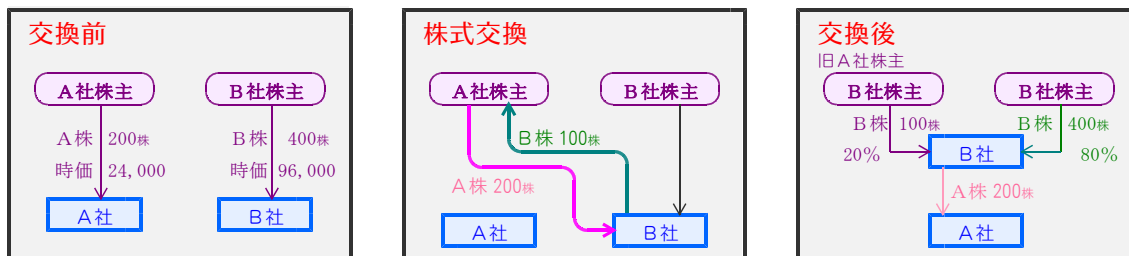 交換前
A社株主
B社株主
A株 200株
時価 24,000
B株 400株
時価 96,000
A社
B社
株式交換
A社株主
B社株主
B株 100株
A株 200株
A社
B社
交換後
旧A社株主
B社株主
B社株主
B株 100株
20%
B株 400株
80%
B社
A株 200株
A社